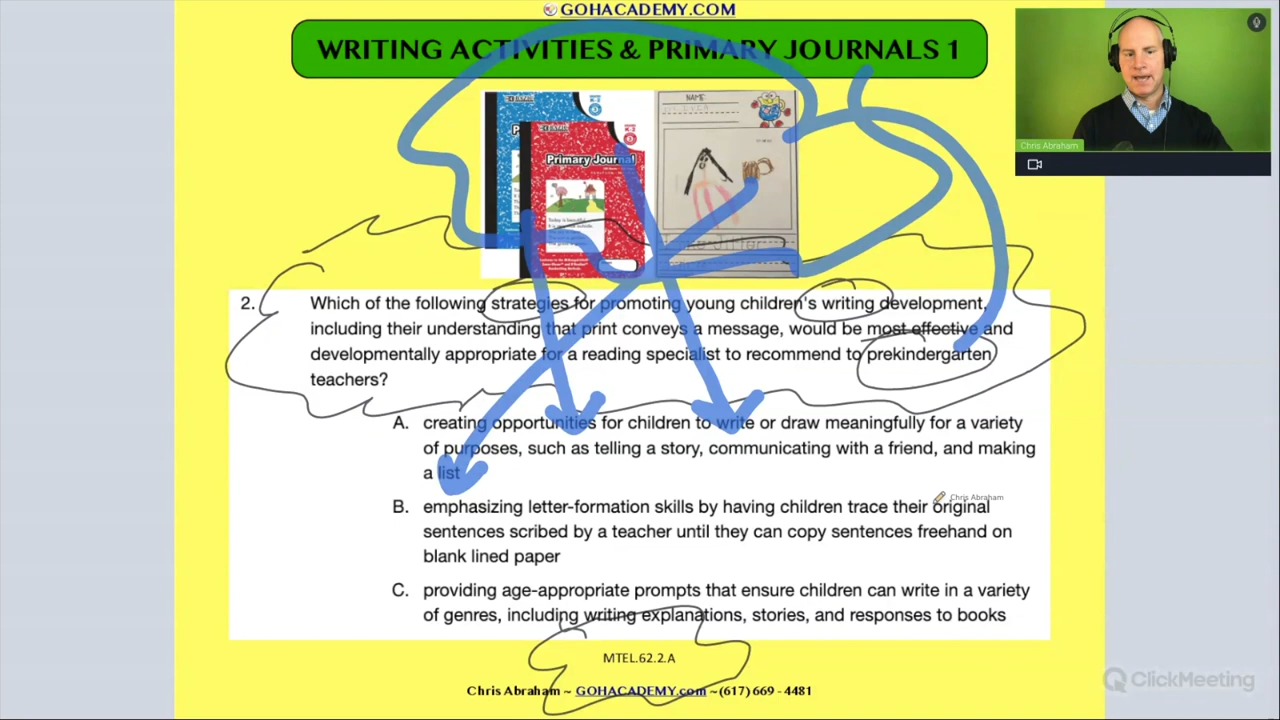 GOHACADEMY.COM
WRITING ACTIVITIES & PRIMARY JOURNALS 1
Primary Journal
NAME:
Chris Abraham
2. Which of the following strategies for promoting young children's writing development,
including their understanding that print conveys a message, would be most effective and
developmentally appropriate for a reading specialist to recommend to prekindergarten
teachers?
A. creating opportunities for children to write or draw meaningfully for a variety
of purposes, such as telling a story, communicating with a friend, and making
a list
Chris Abraham
B. emphasizing letter-formation skills by having children trace their original
sentences scribed by a teacher until they can copy sentences freehand on
blank lined paper
C. providing age-appropriate prompts that ensure children can write in a variety
of genres, including writing explanations, stories, and responses to books
MTEL.62.2.A
Chris Abraham ~ GOHACADEMY.com ~(617) 669 - 4481
ClickMeeting